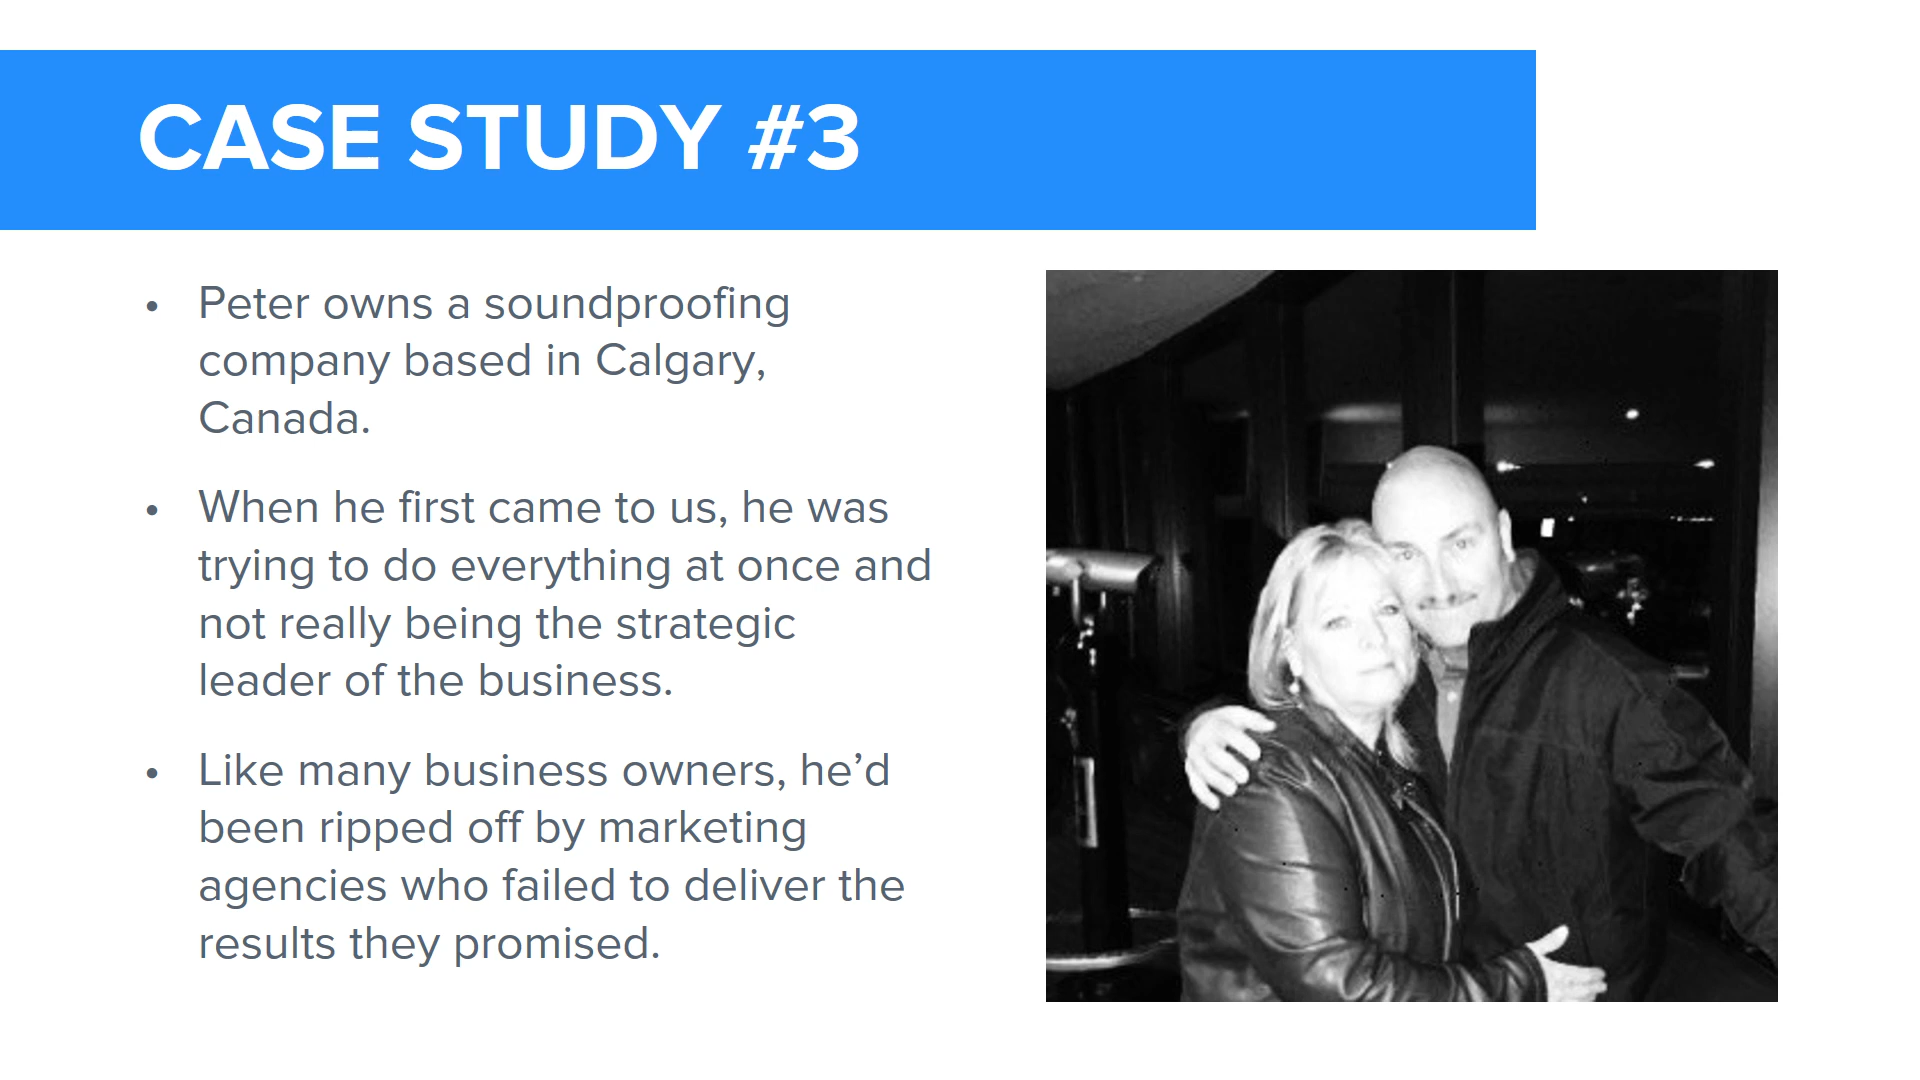 CASE STUDY #3
• Peter owns a soundproofing
company based in Calgary,
Canada.
• When he first came to us, he was
trying to do everything at once and
not really being the strategic
leader of the business.
• Like many business owners, he’d
been ripped off by marketing
agencies who failed to deliver the
results they promised.